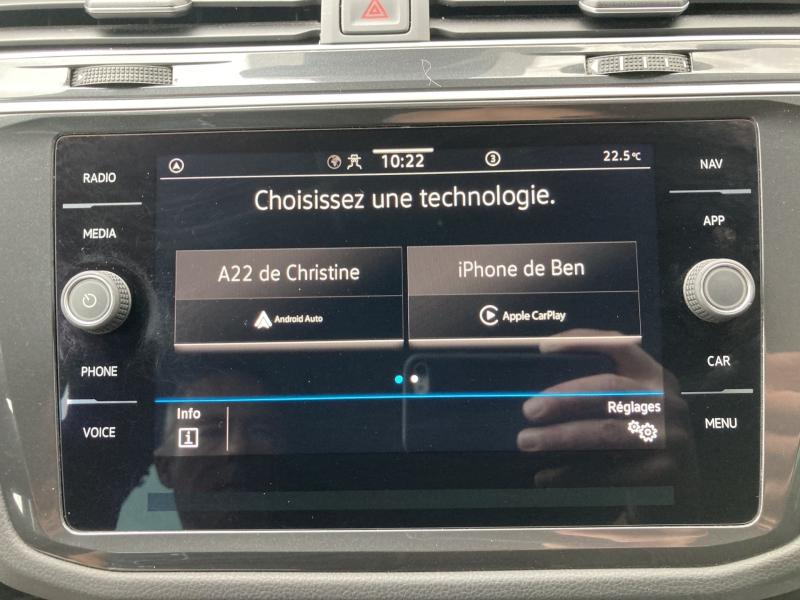 RADIO
MEDIA
PHONE
VOICE
10:22
3
22.5°C
Choisissez une technologie.
A22 de Christine
Android Auto
iPhone de Ben
Apple CarPlay
Info
i
Réglages
NAV
APP
CAR
MENU